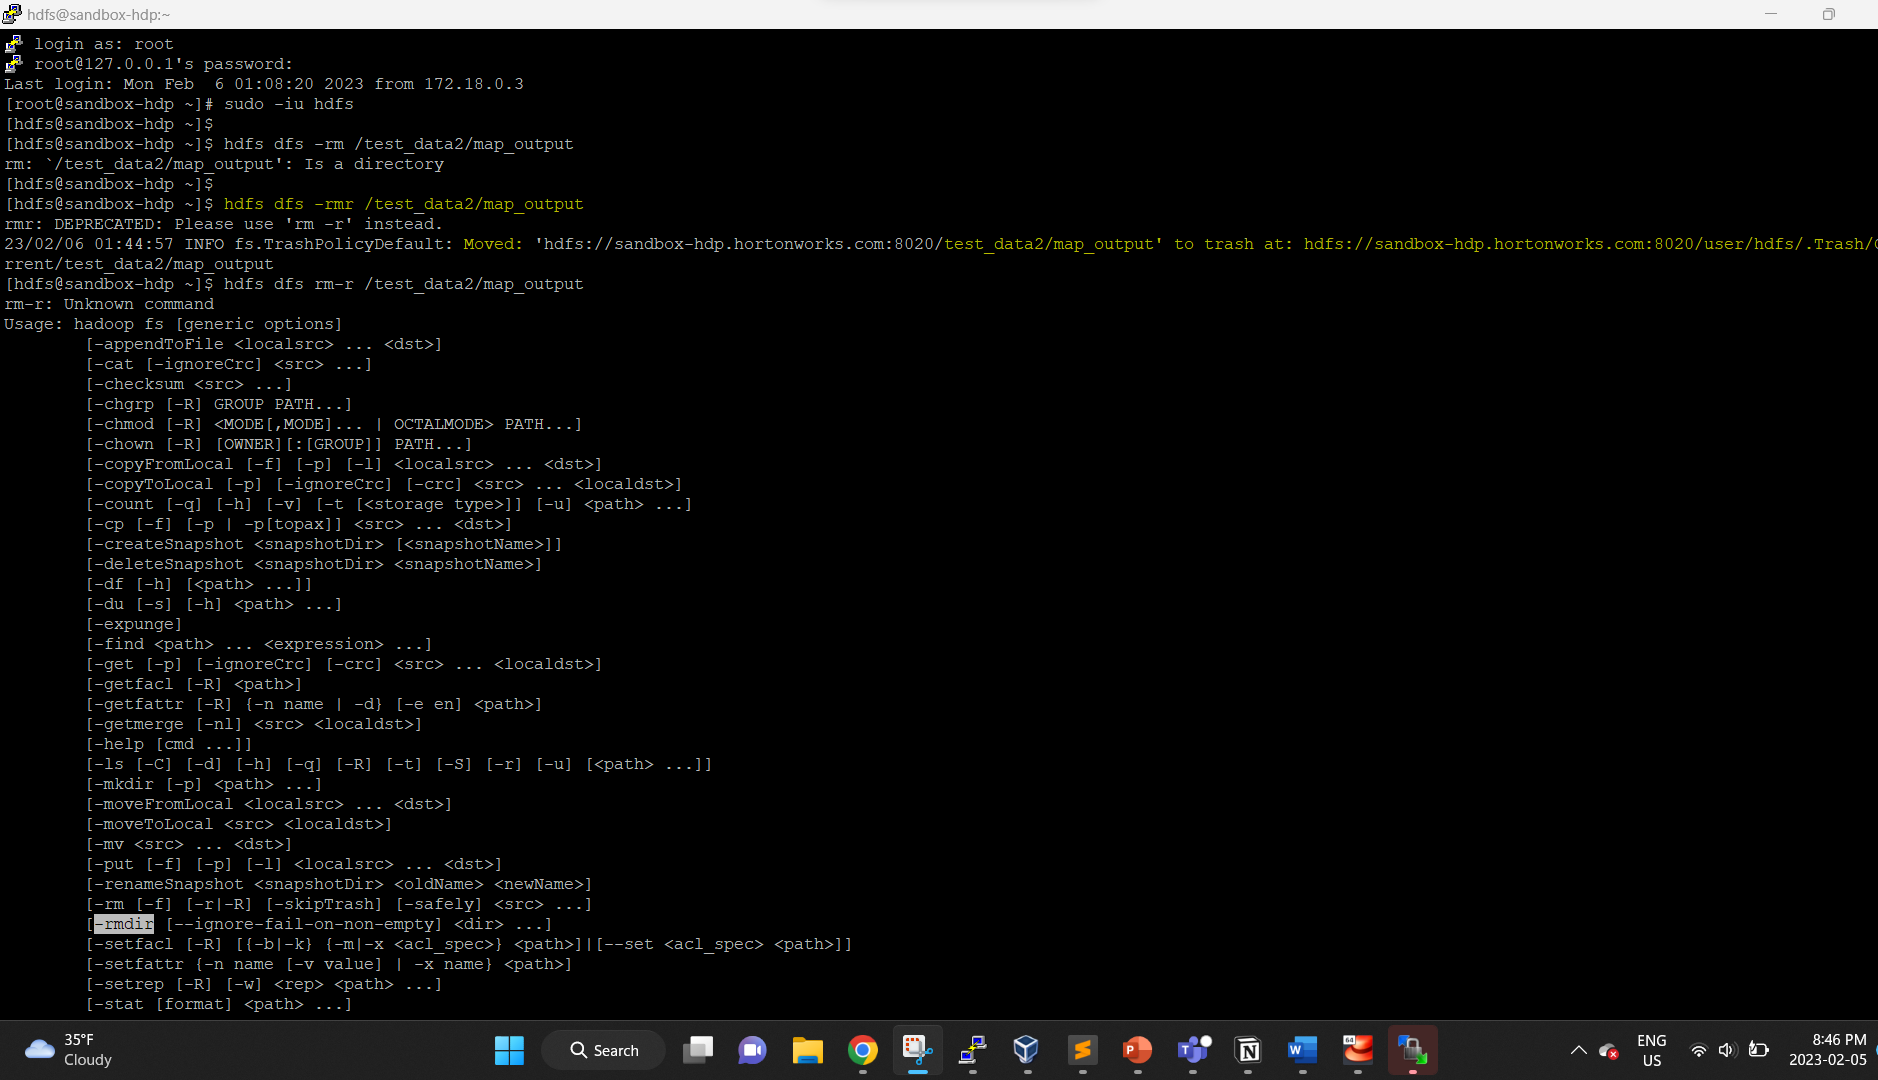 hdfs@sandbox-hdp:~
login as: root
root@127.0.0.1's password:
Last login: Mon Feb  6 01:08:20 2023 from 172.18.0.3
[root@sandbox-hdp ~]# sudo -iu hdfs
[hdfs@sandbox-hdp ~]$
[hdfs@sandbox-hdp ~]$ hdfs dfs -rm /test_data2/map_output
rm: `/test_data2/map_output': Is a directory
[hdfs@sandbox-hdp ~]$
[hdfs@sandbox-hdp ~]$ hdfs dfs -rmr /test_data2/map_output
rmr: DEPRECATED: Please use 'rm -r' instead.
23/02/06 01:44:57 INFO fs.TrashPolicyDefault: Moved: 'hdfs://sandbox-hdp.hortonworks.com:8020/test_data2/map_output' to trash at: hdfs://sandbox-hdp.hortonworks.com:8020/user/hdfs/.Trash/
rrent/test_data2/map_output
[hdfs@sandbox-hdp ~]$ hdfs dfs rm-r /test_data2/map_output
rm-r: Unknown command
Usage: hadoop fs [generic options]
[-appendToFile <localsrc> ... <dst>]
[-cat [-ignoreCrc] <src> ...]
[-checksum <src> ...]
[-chgrp [-R] GROUP PATH...]
[-chmod [-R] <MODE[,MODE]... | OCTALMODE> PATH...]
[-chown [-R] [OWNER][:[GROUP]] PATH...]
[-copyFromLocal [-f] [-p] [-l] <localsrc> ... <dst>]
[-copyToLocal [-p] [-ignoreCrc] [-crc] <src> ... <localdst>]
[-count [-q] [-h] [-v] [-t [<storage type>]] [-u] <path> ...]
[-cp [-f] [-p | -p[topax]] <src> ... <dst>]
[-createSnapshot <snapshotDir> [<snapshotName>]]
[-deleteSnapshot <snapshotDir> <snapshotName>]
[-df [-h] [<path> ...]]
[-du [-s] [-h] <path> ...]
[-expunge]
[-find <path> ... <expression> ...]
[-get [-p] [-ignoreCrc] [-crc] <src> ... <localdst>]
[-getfacl [-R] <path>]
[-getfattr [-R] {-n name | -d} [-e en] <path>]
[-getmerge [-nl] <src> <localdst>]
[-help [cmd ...]]
[-ls [-C] [-d] [-h] [-q] [-R] [-t] [-S] [-r] [-u] [<path> ...]]
[-mkdir [-p] <path> ...]
[-moveFromLocal <localsrc> ... <dst>]
[-moveToLocal <src> <localdst>]
[-mv <src> ... <dst>]
[-put [-f] [-p] [-l] <localsrc> ... <dst>]
[-renameSnapshot <snapshotDir> <oldName> <newName>]
[-rm [-f] [-r|-R] [-skipTrash] [-safely] <src> ...]
[-rmdir [--ignore-fail-on-non-empty] <dir> ...]
[-setfacl [-R] [{-b|-k} {-m|-x <acl_spec>} <path>]|[--set <acl_spec> <path>]]
[-setfattr {-n name [-v value] | -x name} <path>]
[-setrep [-R] [-w] <rep> <path> ...]
[-stat [format] <path> ...]
35°F
Cloudy
Search
64
ENG
US
8:46 PM
2023-02-05